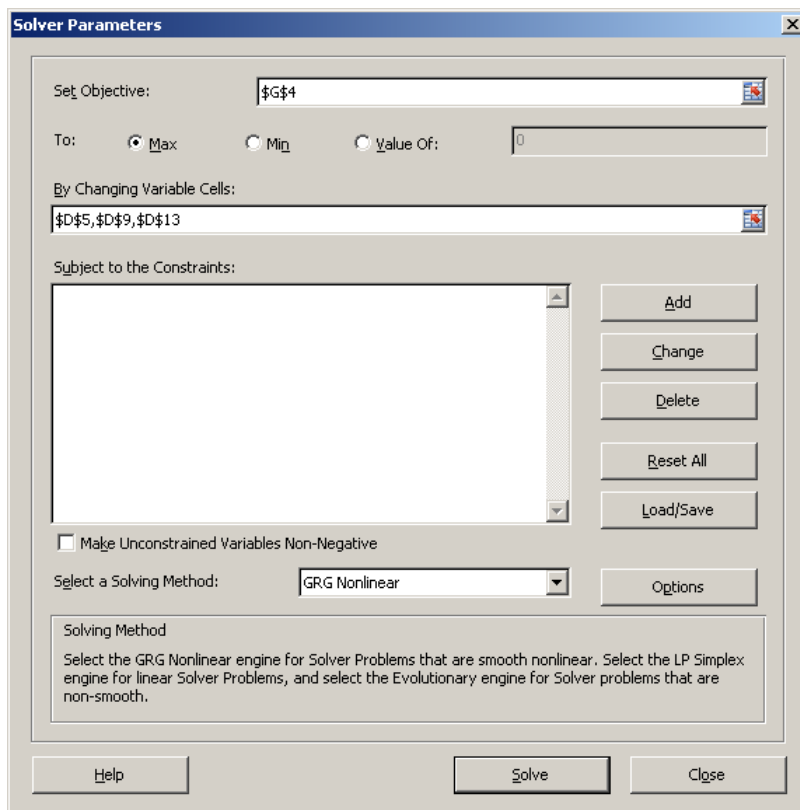 Solver Parameters
Set Objective: $G$4
To: Max Min Value Of: 0
By Changing Variable Cells:
$D$5,$D$9,$D$13
Subject to the Constraints:
Add
Change
Delete
Reset All
Load/Save
Make Unconstrained Variables Non-Negative
Select a Solving Method: GRG Nonlinear Options
Solving Method
Select the GRG Nonlinear engine for Solver Problems that are smooth nonlinear. Select the LP Simplex
engine for linear Solver Problems, and select the Evolutionary engine for Solver problems that are
non-smooth.
Help Solve Close